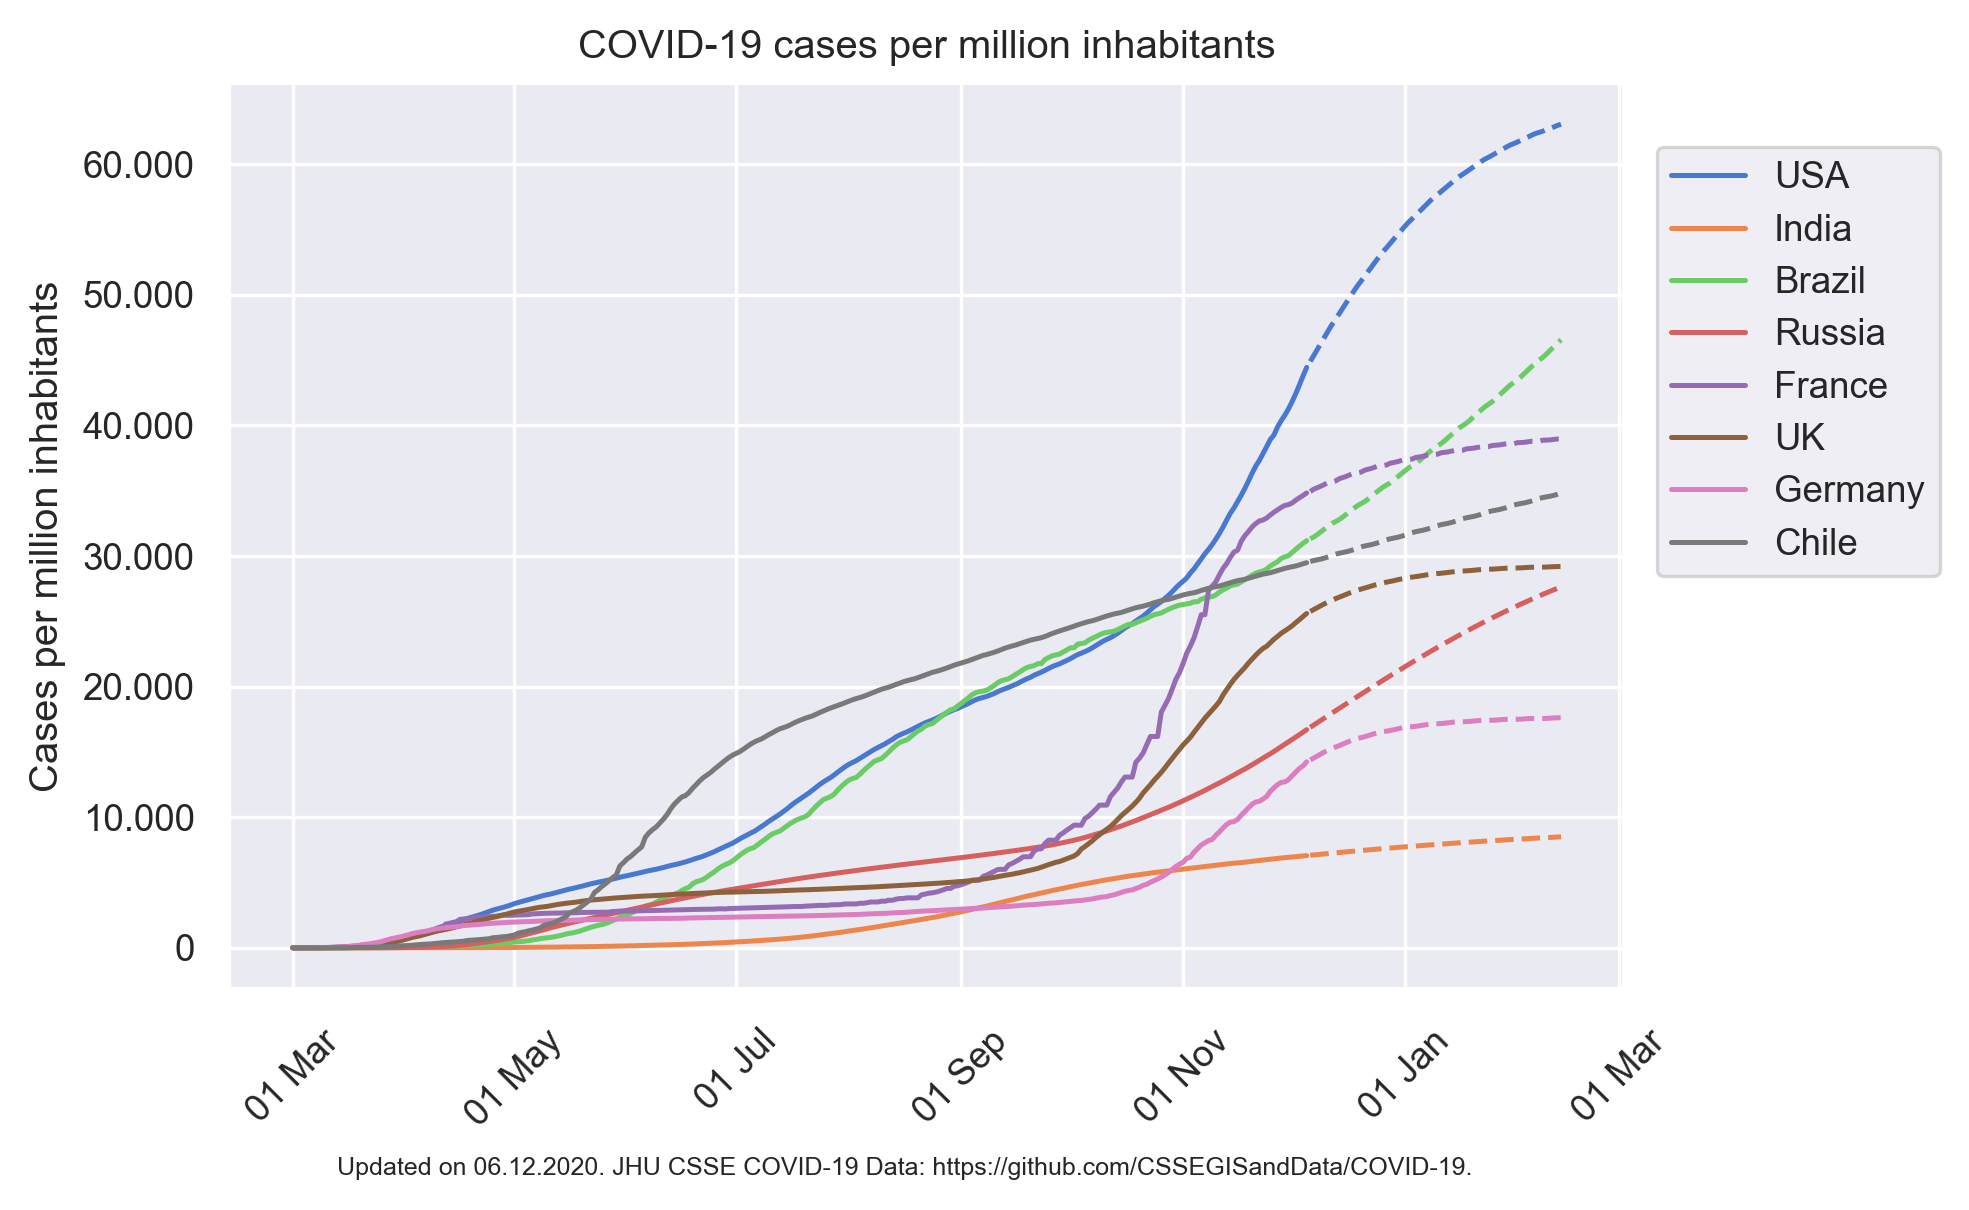 COVID-19 cases per million inhabitants
Cases per million inhabitants
60.000
50.000
40.000
30.000
20.000
10.000
0
USA
India
Brazil
Russia
France
UK
Germany
Chile
01 Mar
01 May
01 Jul
01 Sep
01 Nov
01 Jan
01 Mar
Updated on 06.12.2020. JHU CSSE COVID-19 Data: https://github.com/CSSEGISandData/COVID-19.